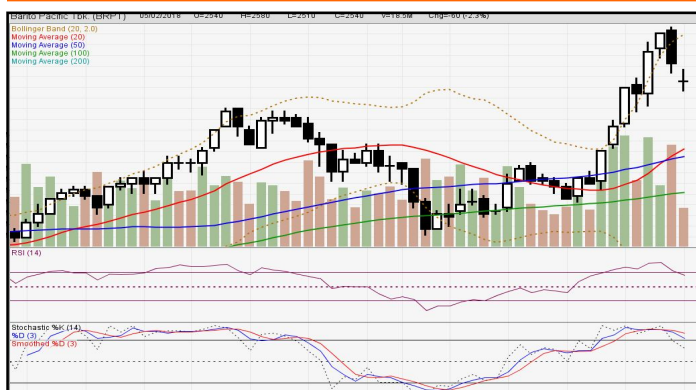 Barito Pacific Tbk. (BRPT) 05/02/2018 O=2540 H=2580 L=2510 C=2540 V=18.5M Chg=-60 (-2.3%)
Bollinger Band (20, 2.0)
Moving Average (20)
Moving Average (50)
Moving Average (100)
Moving Average (200)
RSI (14)
Stochastic %K (14)
%D (3)
Smoothed %D (3)